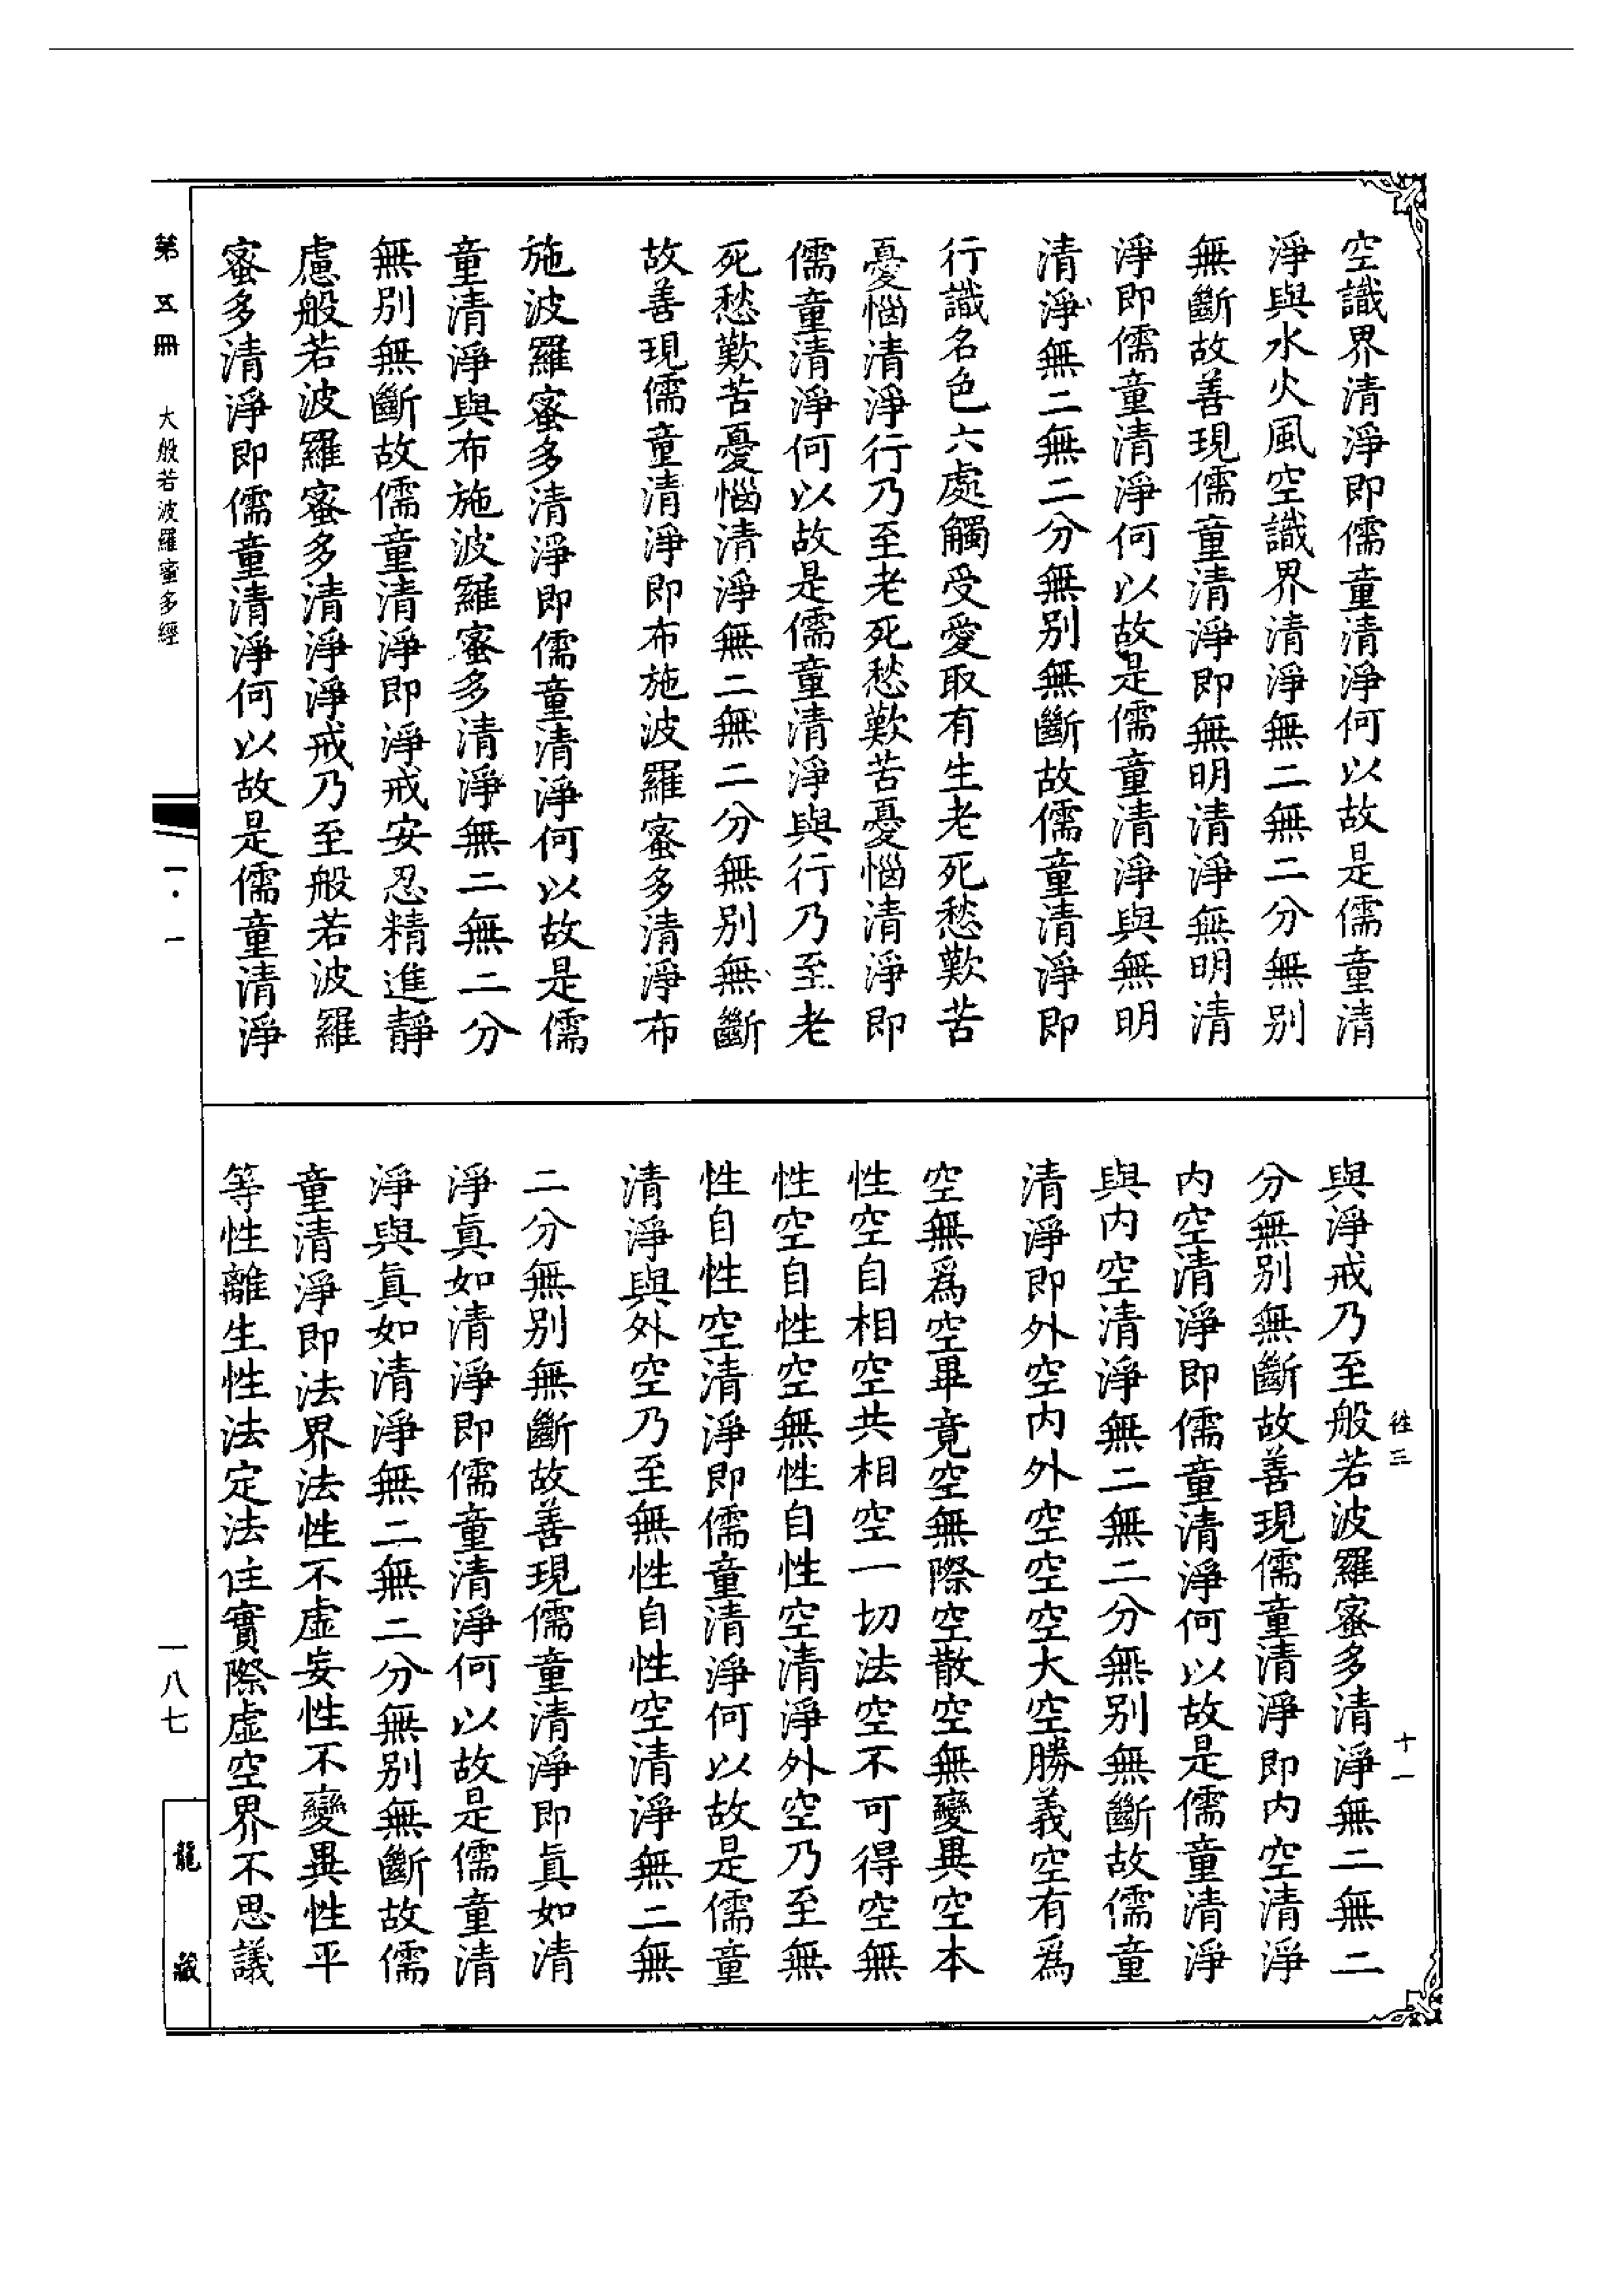 空識界清淨即儒童清淨何以故是儒童清
淨與水火風空識界清淨無二無二分無別
無斷故善現儒童清淨即無明清淨無明清
淨即儒童清淨何以故是儒童清淨與無明
清淨無二無二分無別無斷故儒童清淨即
行識名色六處觸受愛取有生老死愁歎苦
憂惱清淨行乃至老死愁歎苦憂惱清淨即
儒童清淨何以故是儒童清淨與行乃至老
死愁歎苦憂惱清淨無二無二分無別無斷
故善現儒童清淨即布施波羅蜜多清淨布
施波羅蜜多清淨即儒童清淨何以故是儒
童清淨與布施波羅蜜多清淨無二無二分
無別無斷故儒童清淨即淨戒安忍精進靜
慮般若波羅蜜多清淨淨戒乃至般若波羅
蜜多清淨即儒童清淨何以故是儒童清淨
與淨戒乃至般若波羅蜜多清淨無二無二
分無別無斷故善現儒童清淨即內空清淨
內空清淨即儒童清淨何以故是儒童清淨
與內空清淨無二無二分無別無斷故儒童
清淨即外空內外空空空大空勝義空有爲
空無爲空畢竟空無際空散空無變異空本
性空自相空共相空一切法空不可得空無
性空自性空無性自性空清淨外空乃至無
性自性空清淨即儒童清淨何以故是儒童
清淨與外空乃至無性自性空清淨無二無
二分無別無斷故善現儒童清淨即眞如清
淨眞如清淨即儒童清淨何以故是儒童清
淨與眞如清淨無二無二分無別無斷故儒
童清淨即法界法性不虛妄性不變異性平
等性離生性法定法住實際虛空界不思議
徃三
十一
第五冊
大般若波羅蜜多經
一·一
一八七
龍藏